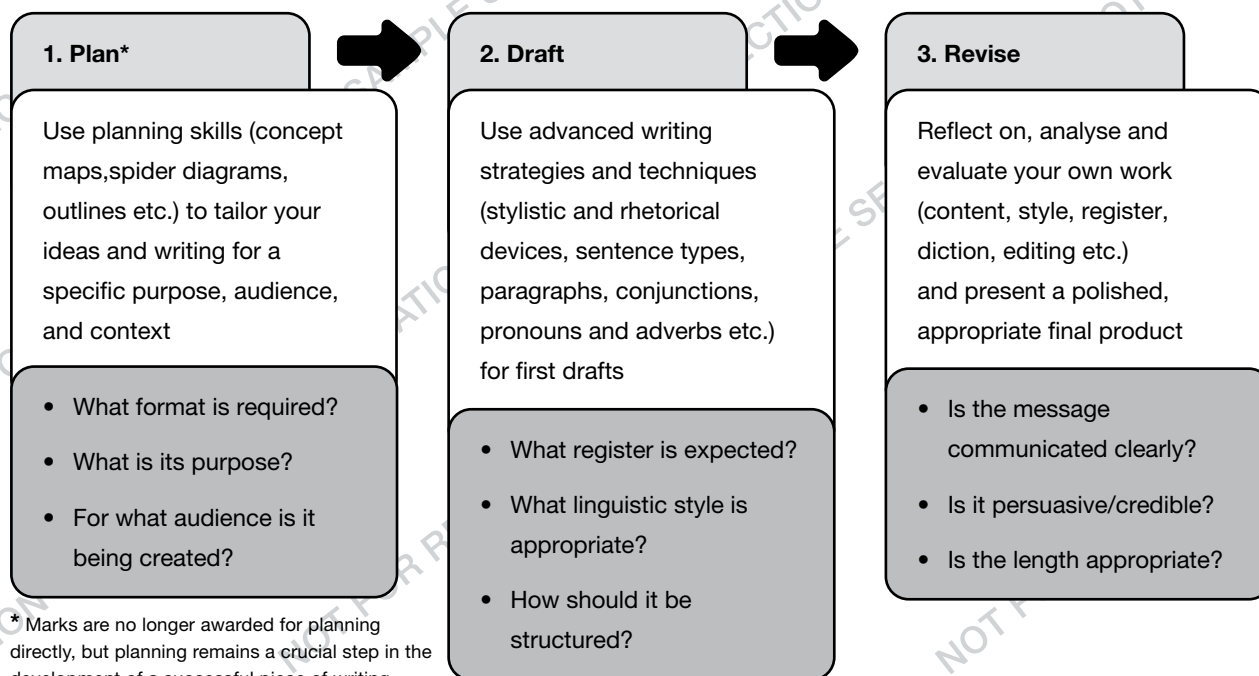 1. Plan*
Use planning skills (concept
maps,spider diagrams,
outlines etc.) to tailor your
ideas and writing for a
specific purpose, audience,
and context
• What format is required?
• What is its purpose?
• For what audience is it
being created?
* Marks are no longer awarded for planning
directly, but planning remains a crucial step in the
development of a successful piece of writing
2. Draft
Use advanced writing
strategies and techniques
(stylistic and rhetorical
devices, sentence types,
paragraphs, conjunctions,
pronouns and adverbs etc.)
for first drafts
• What register is expected?
• What linguistic style is
appropriate?
• How should it be
structured?
3. Revise
Reflect on, analyse and
evaluate your own work
(content, style, register,
diction, editing etc.)
and present a polished,
appropriate final product
• Is the message
communicated clearly?
• Is it persuasive/credible?
• Is the length appropriate?